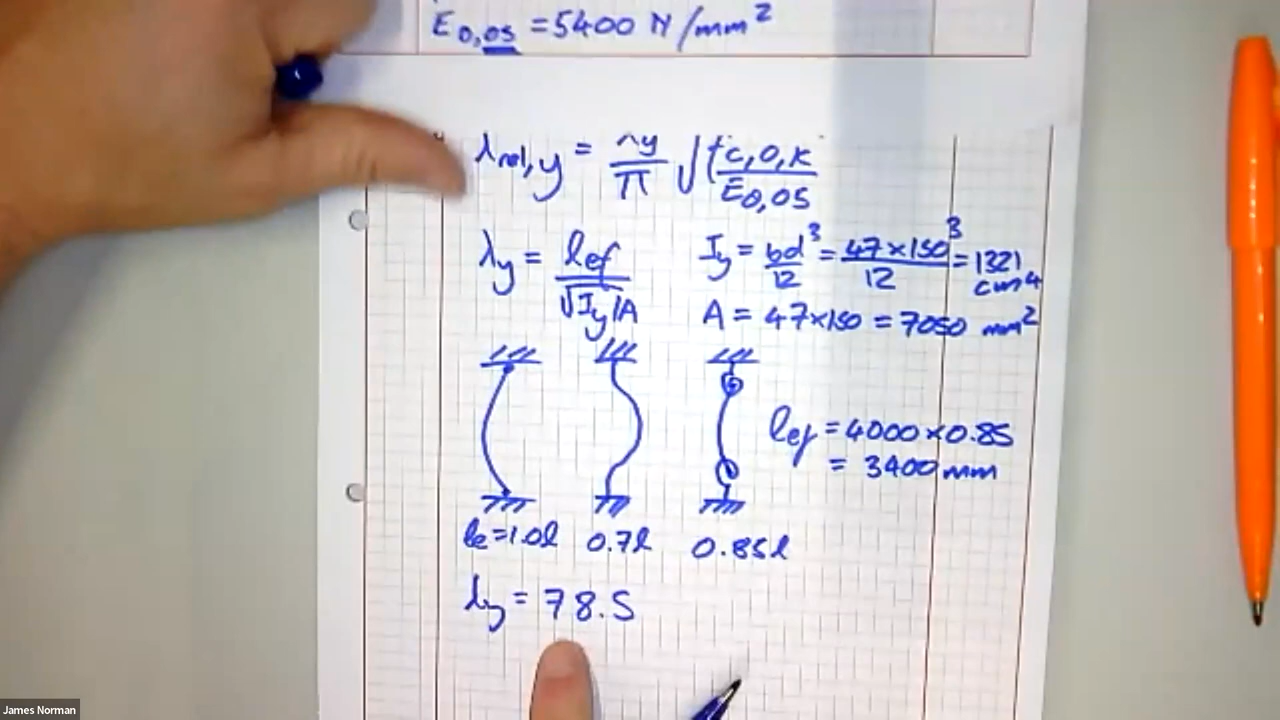 E0,05 = 5400 N/mm²
λrel,y = λy/π √(fc,0,k/E0,05)
λy = lef/√(Iy/A)
Iy = bd³/12 = 47×150³/12 = 1321 cm4
A = 47×150 = 7050 mm²
lef = 4000×0.85
= 3400mm
le=1.0l 0.7l 0.85l
λy = 78.5
James Norman